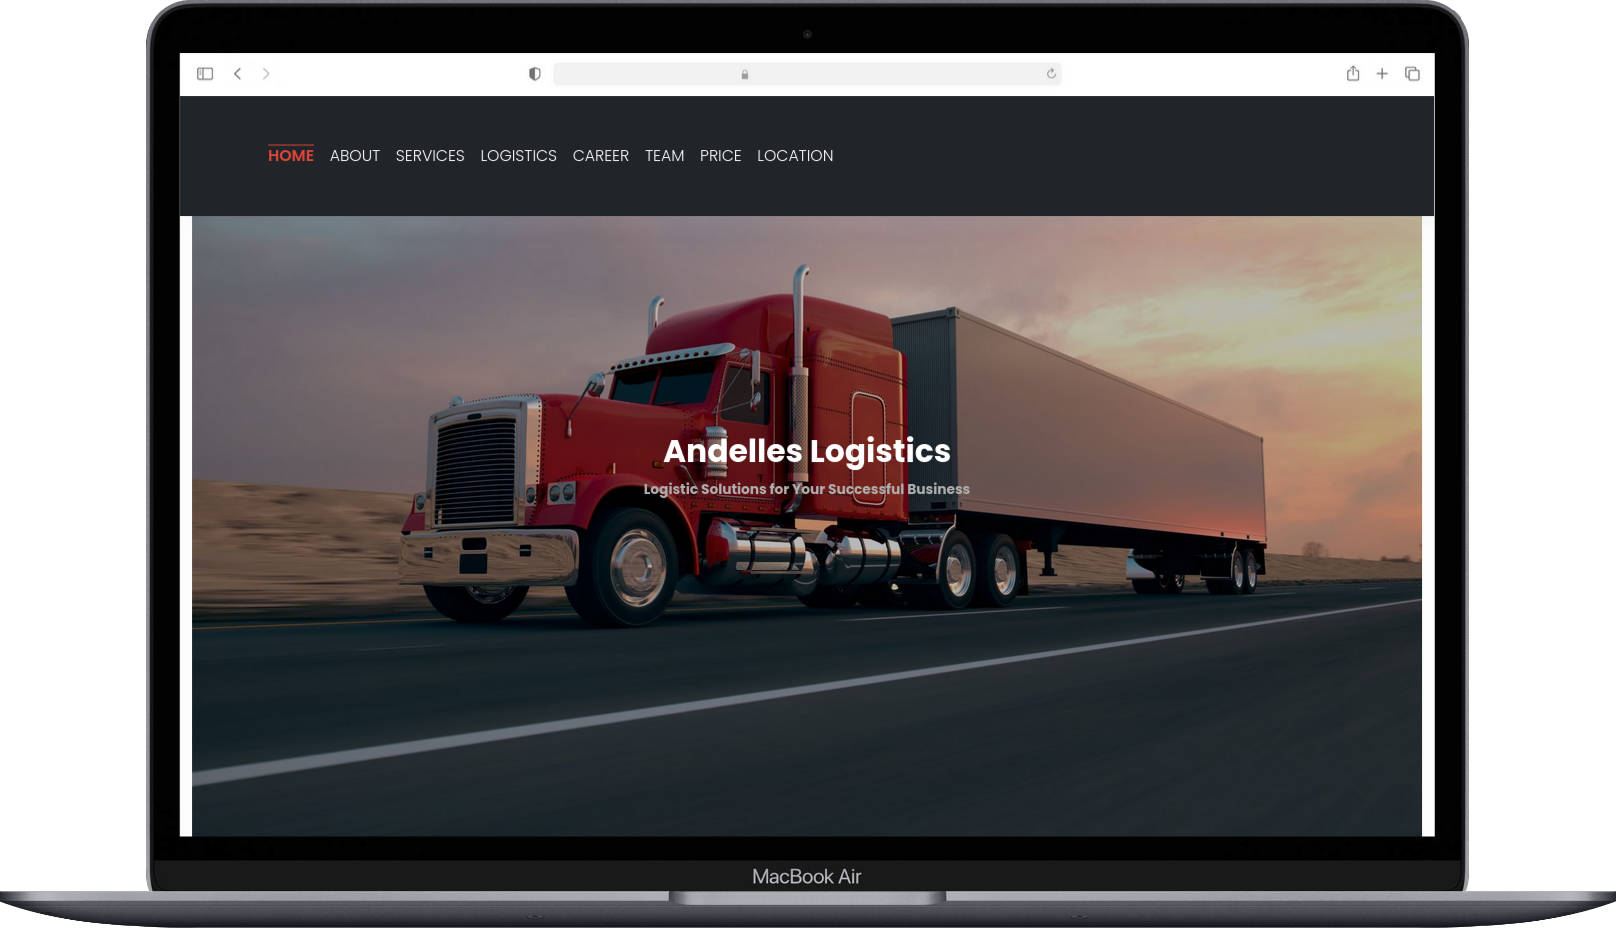 HOME ABOUT SERVICES LOGISTICS CAREER TEAM PRICE LOCATION
Andelles Logistics
Logistic Solutions for Your Successful Business
MacBook Air